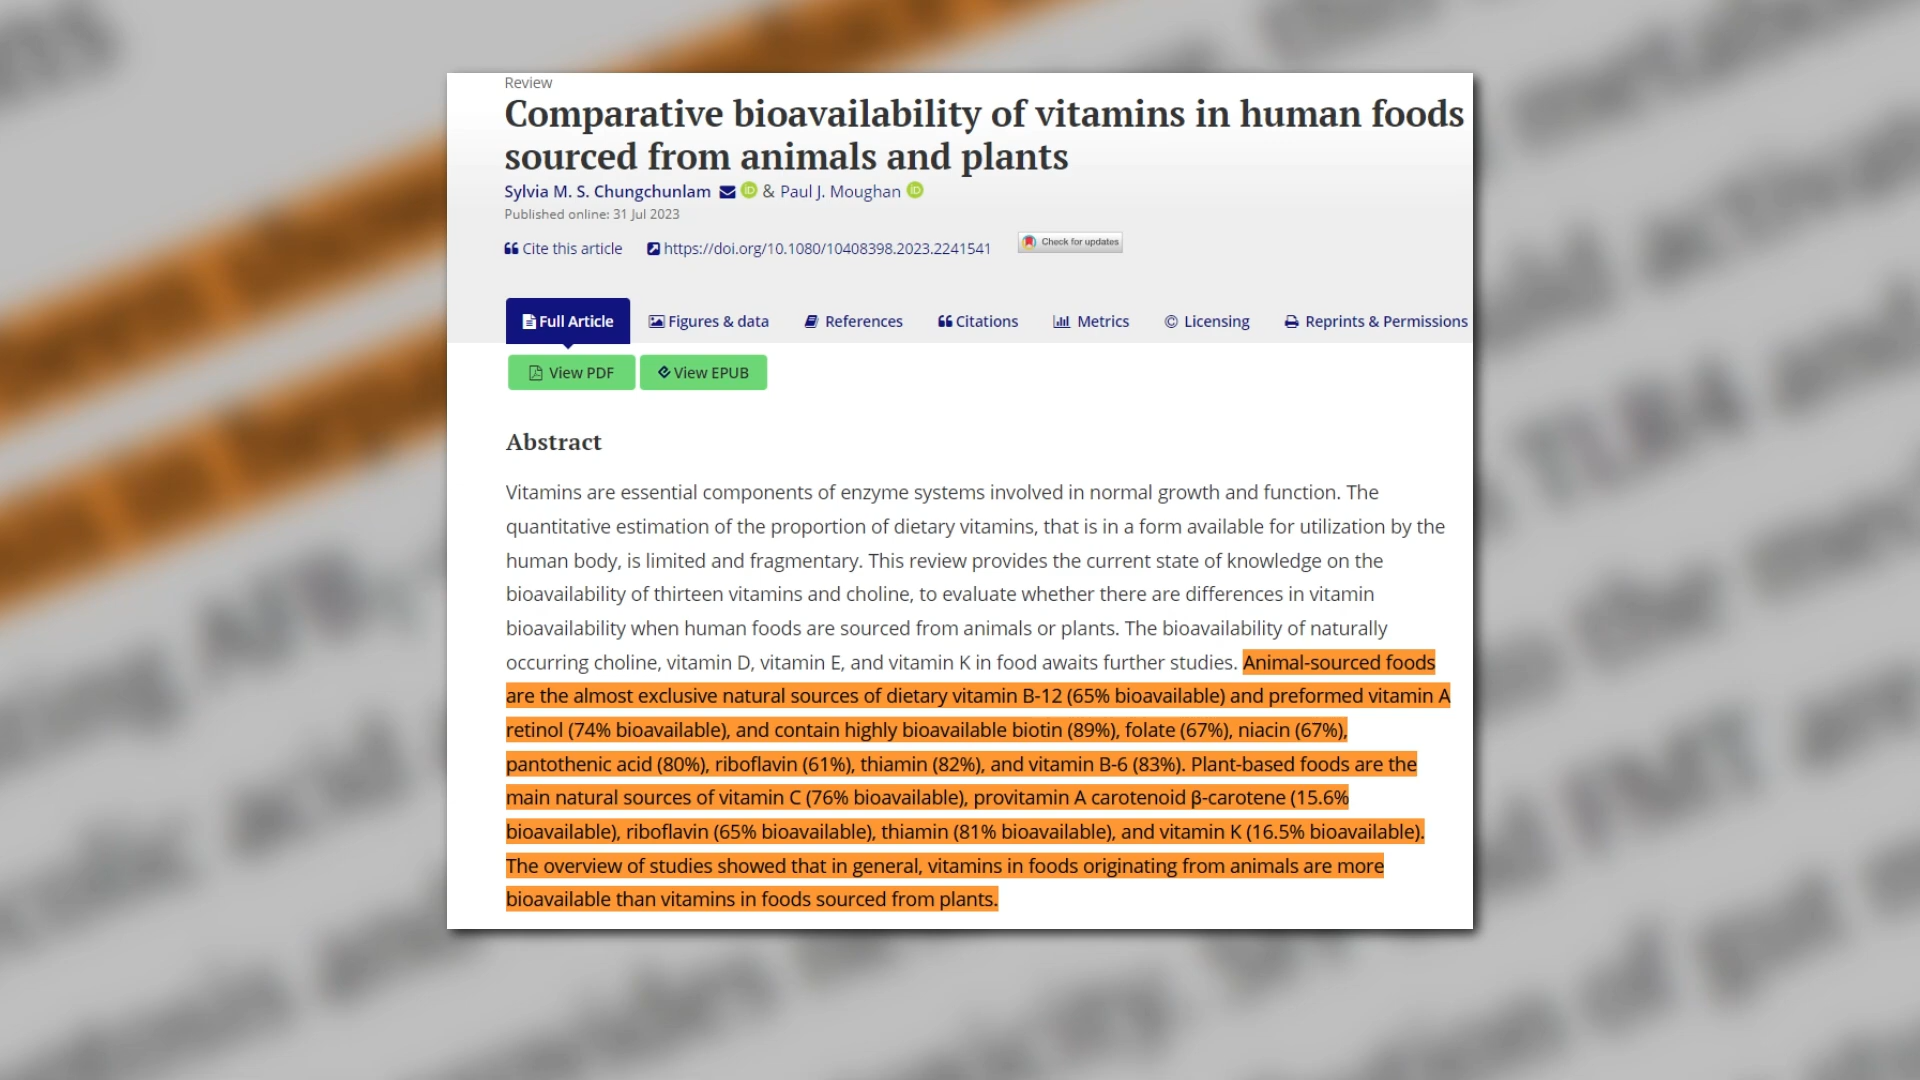 Review
Comparative bioavailability of vitamins in human foods
sourced from animals and plants
Sylvia M. S. Chungchunlam & Paul J. Moughan
Published online: 31 Jul 2023
Cite this article https://doi.org/10.1080/10408398.2023.2241541 Check for updates
Full Article Figures & data References Citations Metrics Licensing Reprints & Permissions
View PDF View EPUB
Abstract
Vitamins are essential components of enzyme systems involved in normal growth and function. The
quantitative estimation of the proportion of dietary vitamins, that is in a form available for utilization by the
human body, is limited and fragmentary. This review provides the current state of knowledge on the
bioavailability of thirteen vitamins and choline, to evaluate whether there are differences in vitamin
bioavailability when human foods are sourced from animals or plants. The bioavailability of naturally
occurring choline, vitamin D, vitamin E, and vitamin K in food awaits further studies. Animal-sourced foods
are the almost exclusive natural sources of dietary vitamin B-12 (65% bioavailable) and preformed vitamin A
retinol (74% bioavailable), and contain highly bioavailable biotin (89%), folate (67%), niacin (67%),
pantothenic acid (80%), riboflavin (61%), thiamin (82%), and vitamin B-6 (83%). Plant-based foods are the
main natural sources of vitamin C (76% bioavailable), provitamin A carotenoid β-carotene (15.6%
bioavailable), riboflavin (65% bioavailable), thiamin (81% bioavailable), and vitamin K (16.5% bioavailable).
The overview of studies showed that in general, vitamins in foods originating from animals are more
bioavailable than vitamins in foods sourced from plants.